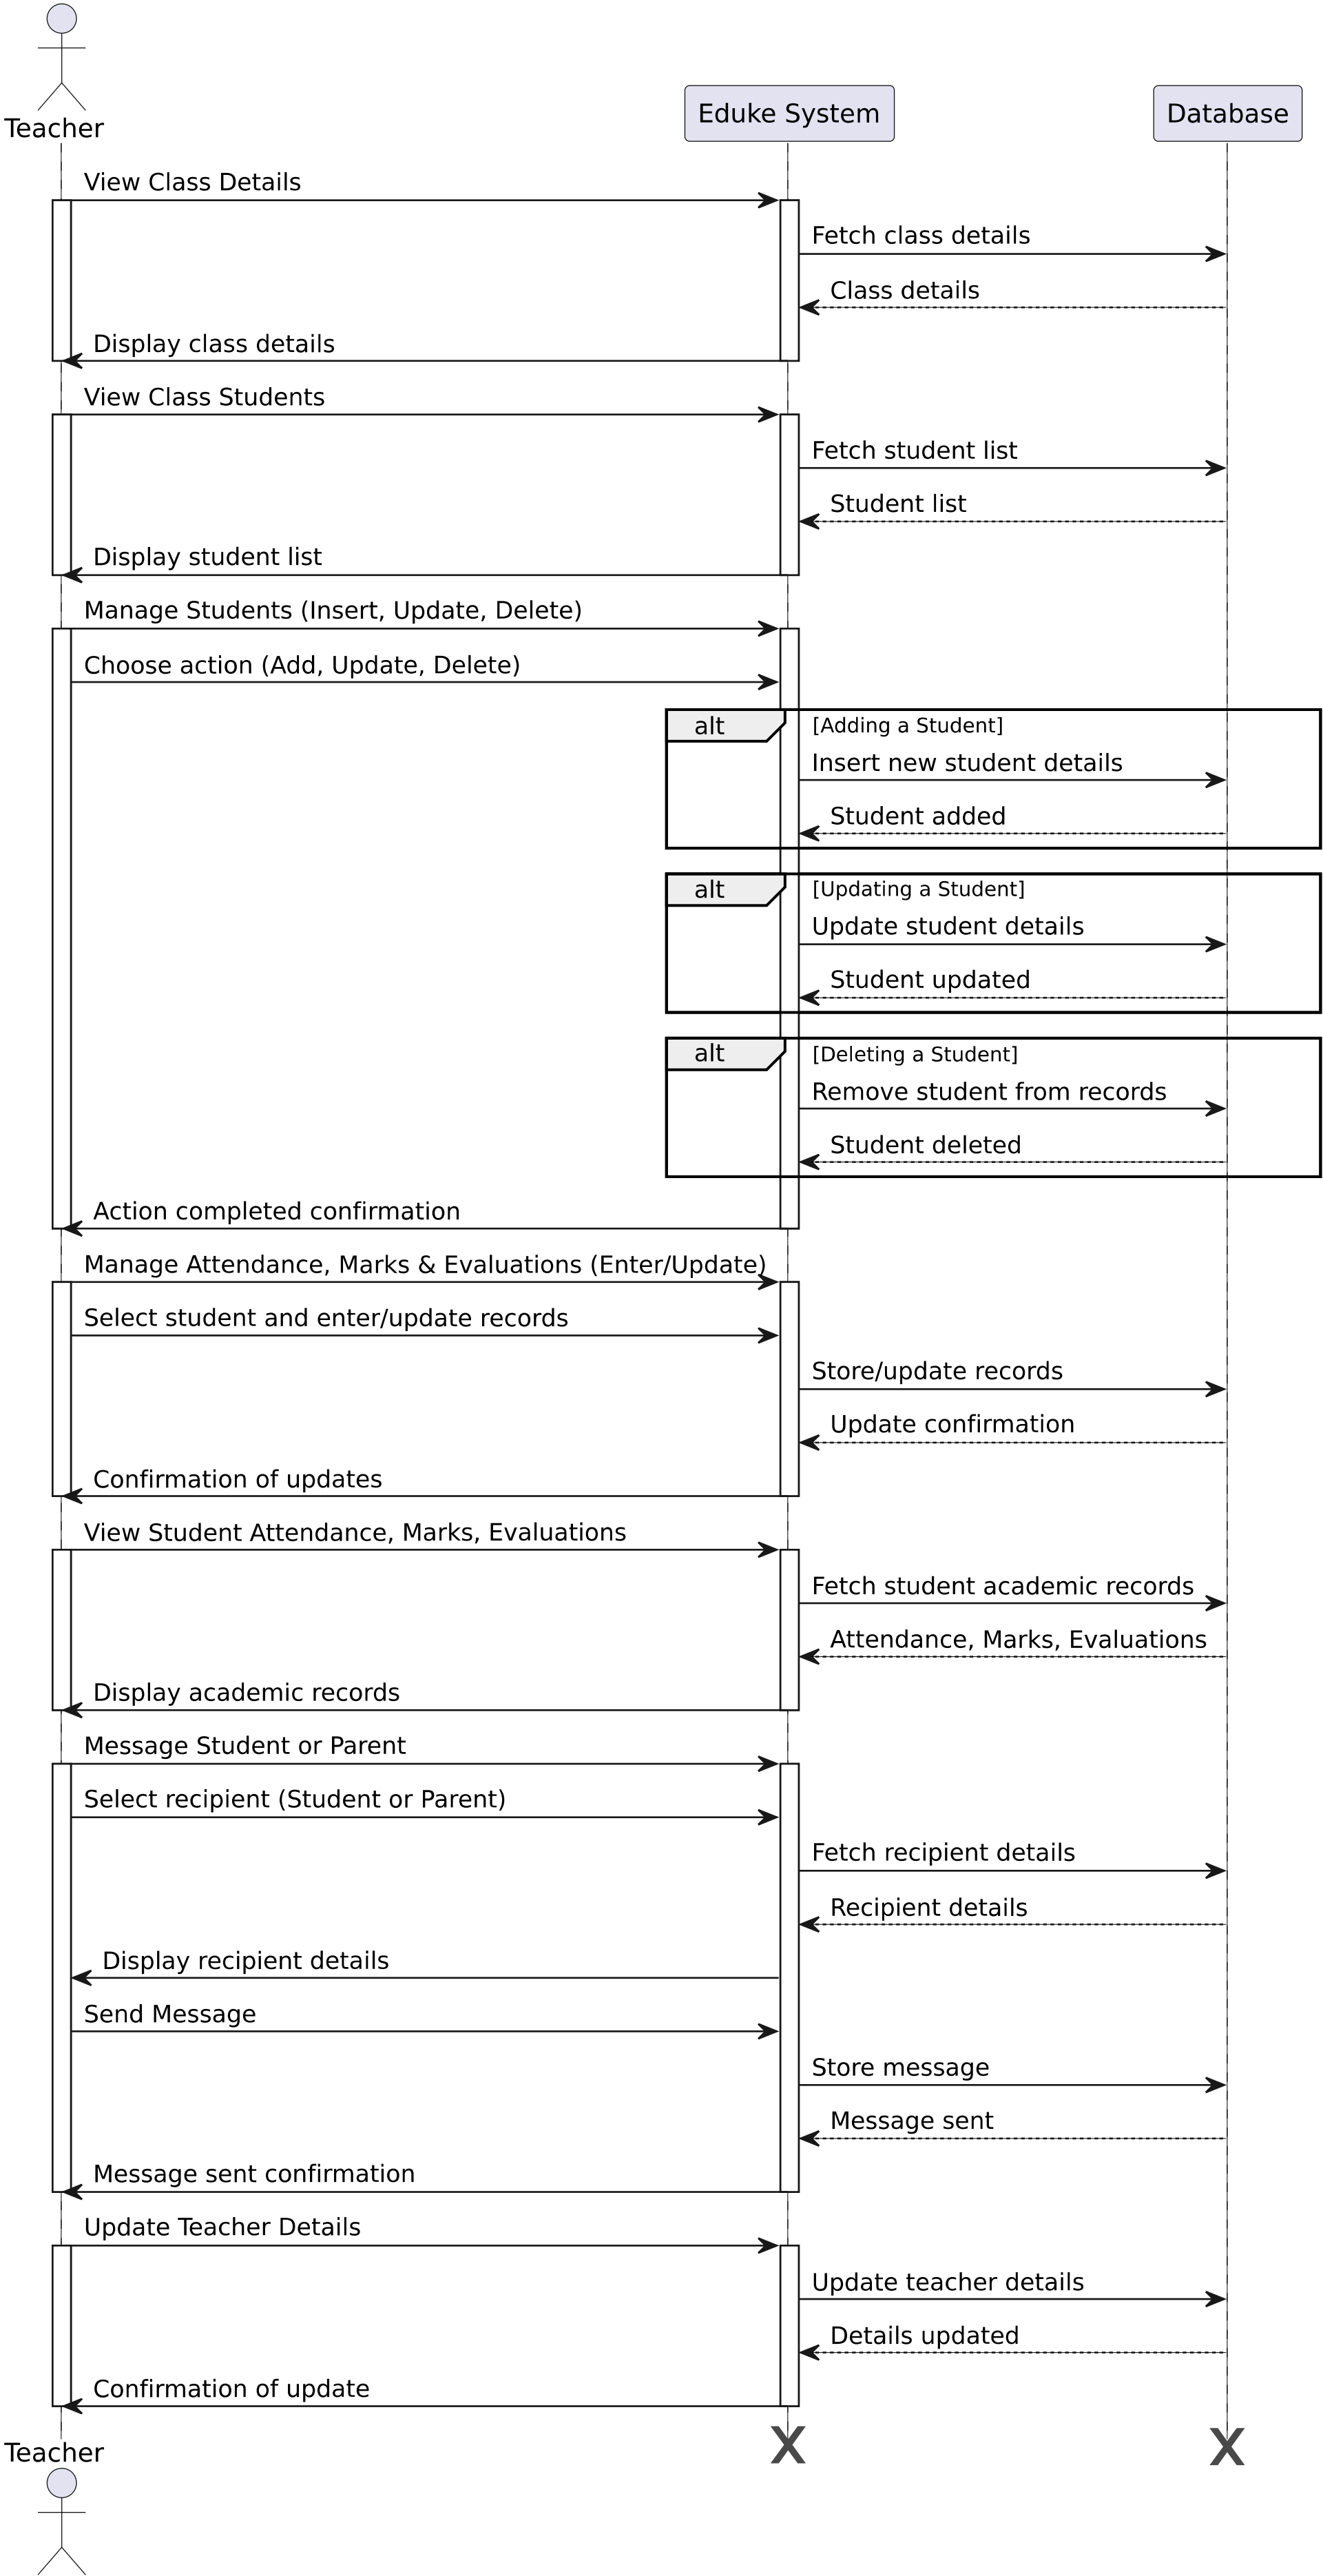 Teacher
Eduke System
Database
View Class Details
Fetch class details
Class details
Display class details
View Class Students
Fetch student list
Student list
Display student list
Manage Students (Insert, Update, Delete)
Choose action (Add, Update, Delete)
alt [Adding a Student]
Insert new student details
Student added
alt [Updating a Student]
Update student details
Student updated
alt [Deleting a Student]
Remove student from records
Student deleted
Action completed confirmation
Manage Attendance, Marks & Evaluations (Enter/Update)
Select student and enter/update records
Store/update records
Update confirmation
Confirmation of updates
View Student Attendance, Marks, Evaluations
Fetch student academic records
Attendance, Marks, Evaluations
Display academic records
Message Student or Parent
Select recipient (Student or Parent)
Fetch recipient details
Recipient details
Display recipient details
Send Message
Store message
Message sent
Message sent confirmation
Update Teacher Details
Update teacher details
Details updated
Confirmation of update
Teacher